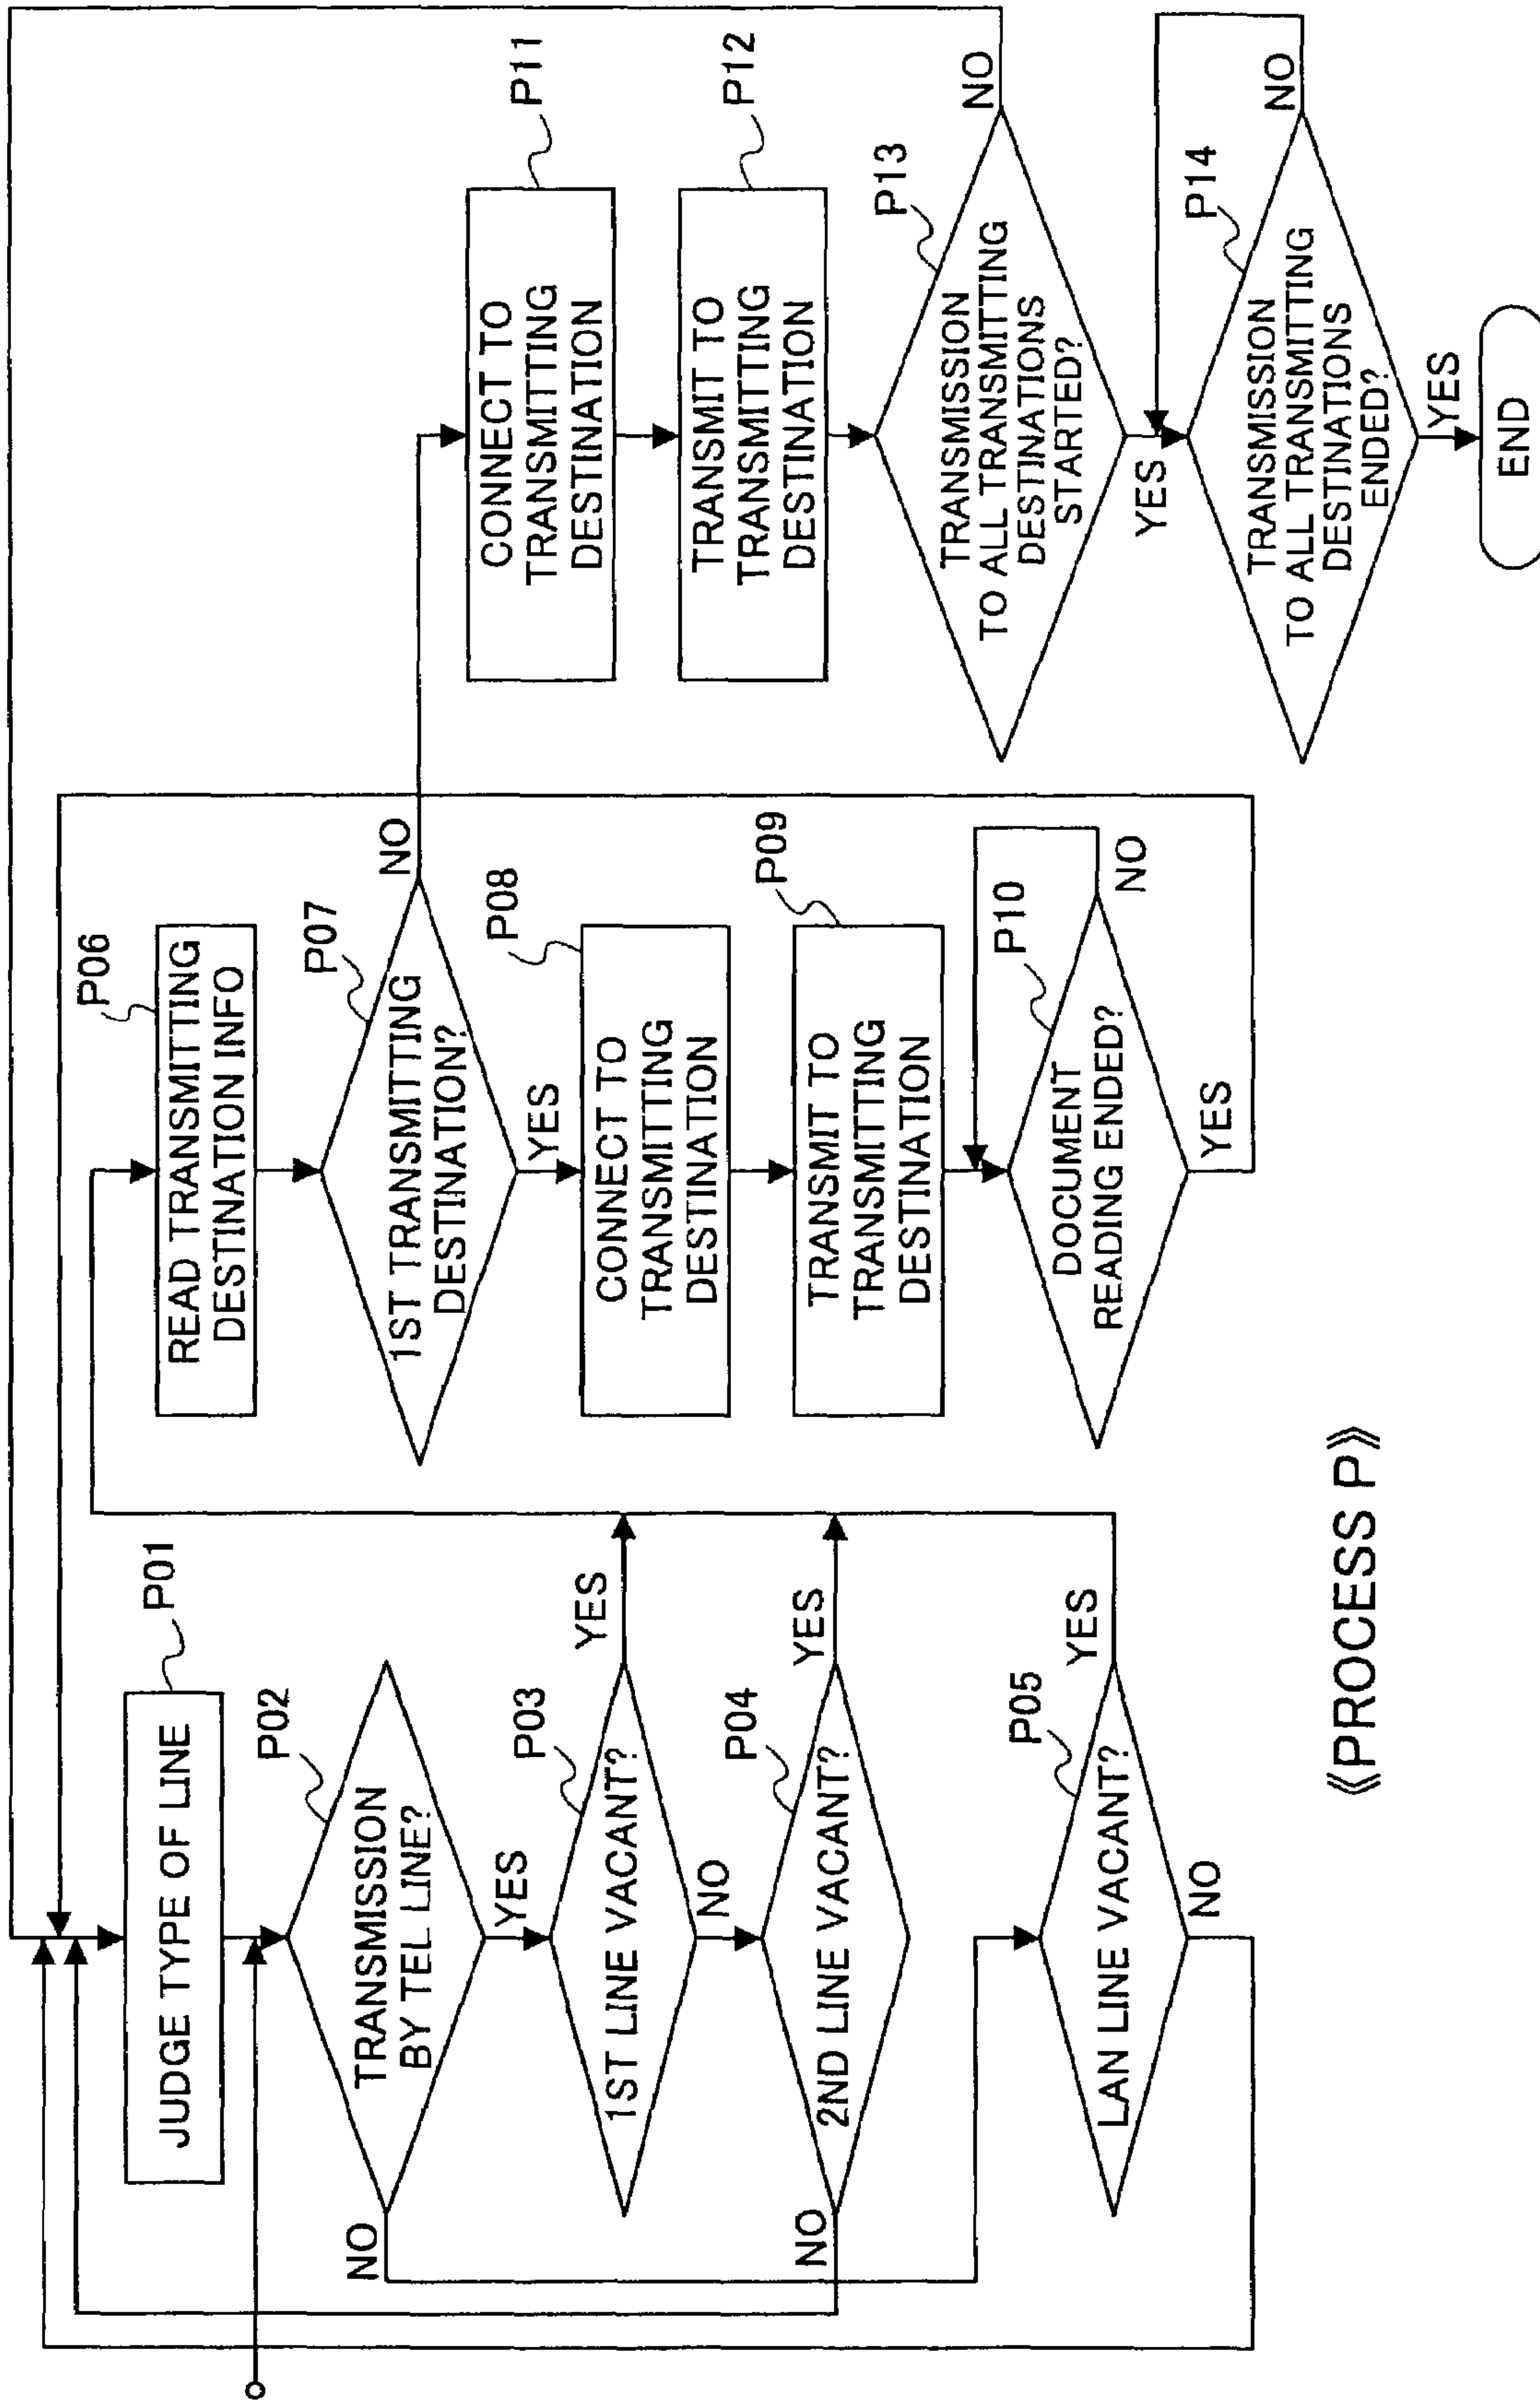 JUDGE TYPE OF LINE
P01
TRANSMISSION
BY TEL LINE?
P02
NO
YES
1ST LINE VACANT?
P03
YES
NO
2ND LINE VACANT?
P04
YES
NO
LAN LINE VACANT?
P05
YES
NO
READ TRANSMITTING
DESTINATION INFO
P06
1ST TRANSMITTING
DESTINATION?
P07
NO
YES
CONNECT TO
TRANSMITTING
DESTINATION
P08
TRANSMIT TO
TRANSMITTING
DESTINATION
P09
DOCUMENT
READING ENDED?
P10
NO
YES
CONNECT TO
TRANSMITTING
DESTINATION
P11
TRANSMIT TO
TRANSMITTING
DESTINATION
P12
TRANSMISSION
TO ALL TRANSMITTING
DESTINATIONS
STARTED?
P13
NO
YES
TRANSMISSION
TO ALL TRANSMITTING
DESTINATIONS
ENDED?
P14
NO
YES
END
《PROCESS P》